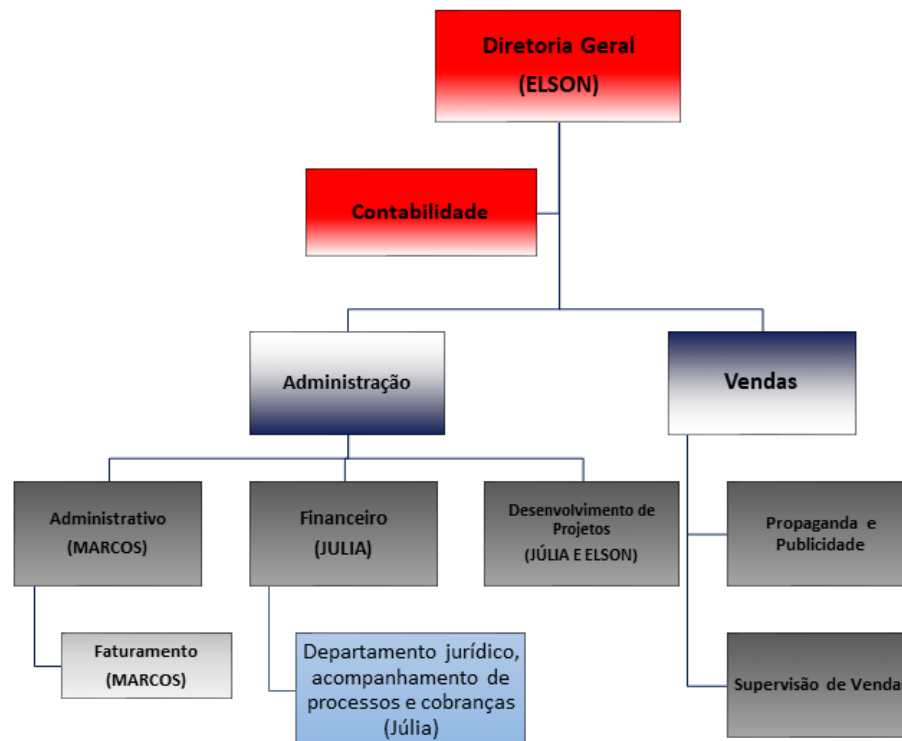 Diretoria Geral
(ELSON)
Contabilidade
Administração
Vendas
Administrativo
(MARCOS)
Financeiro
(JULIA)
Desenvolvimento de
Projetos
(JÚLIA E ELSON)
Propaganda e
Publicidade
Faturamento
(MARCOS)
Departamento jurídico,
acompanhamento de
processos e cobranças
(Júlia)
Supervisão de Vendas